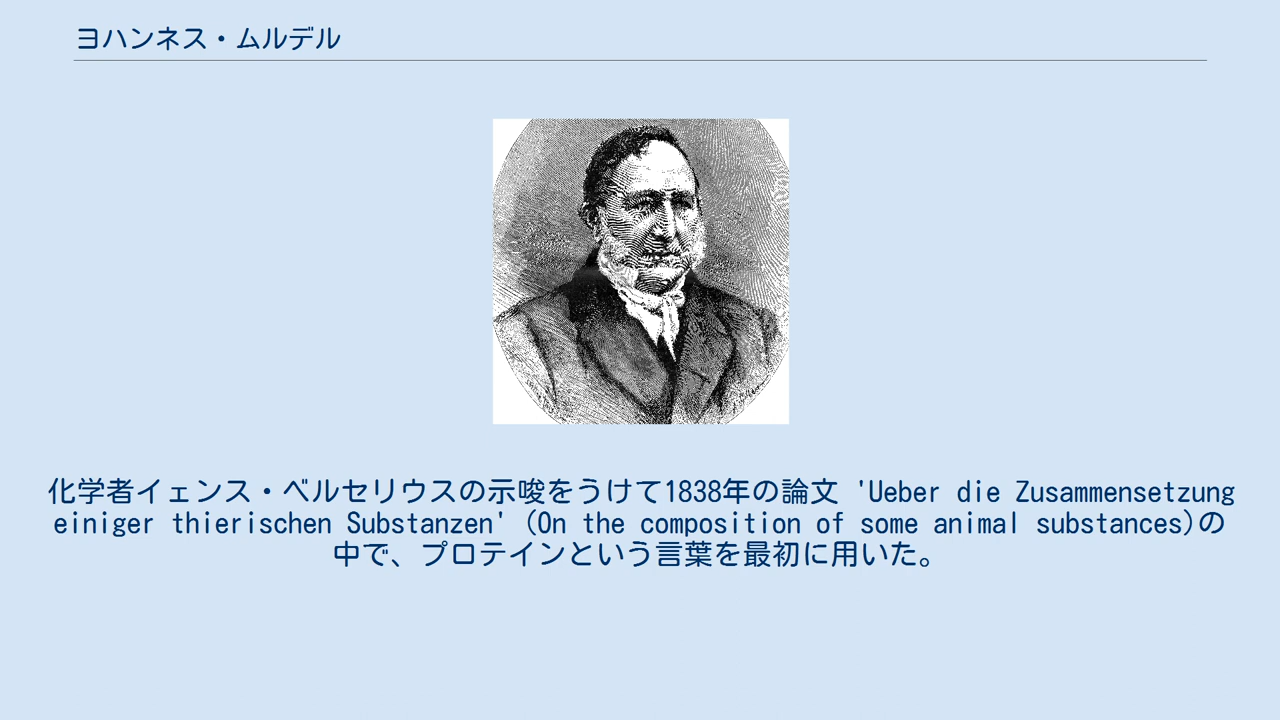 ヨハンネス・ムルデル
化学者イェンス・ベルセリウスの示唆をうけて1838年の論文 'Ueber die Zusammensetzung
einiger thierischen Substanzen' (On the composition of some animal substances)の
中で、プロテインという言葉を最初に用いた。